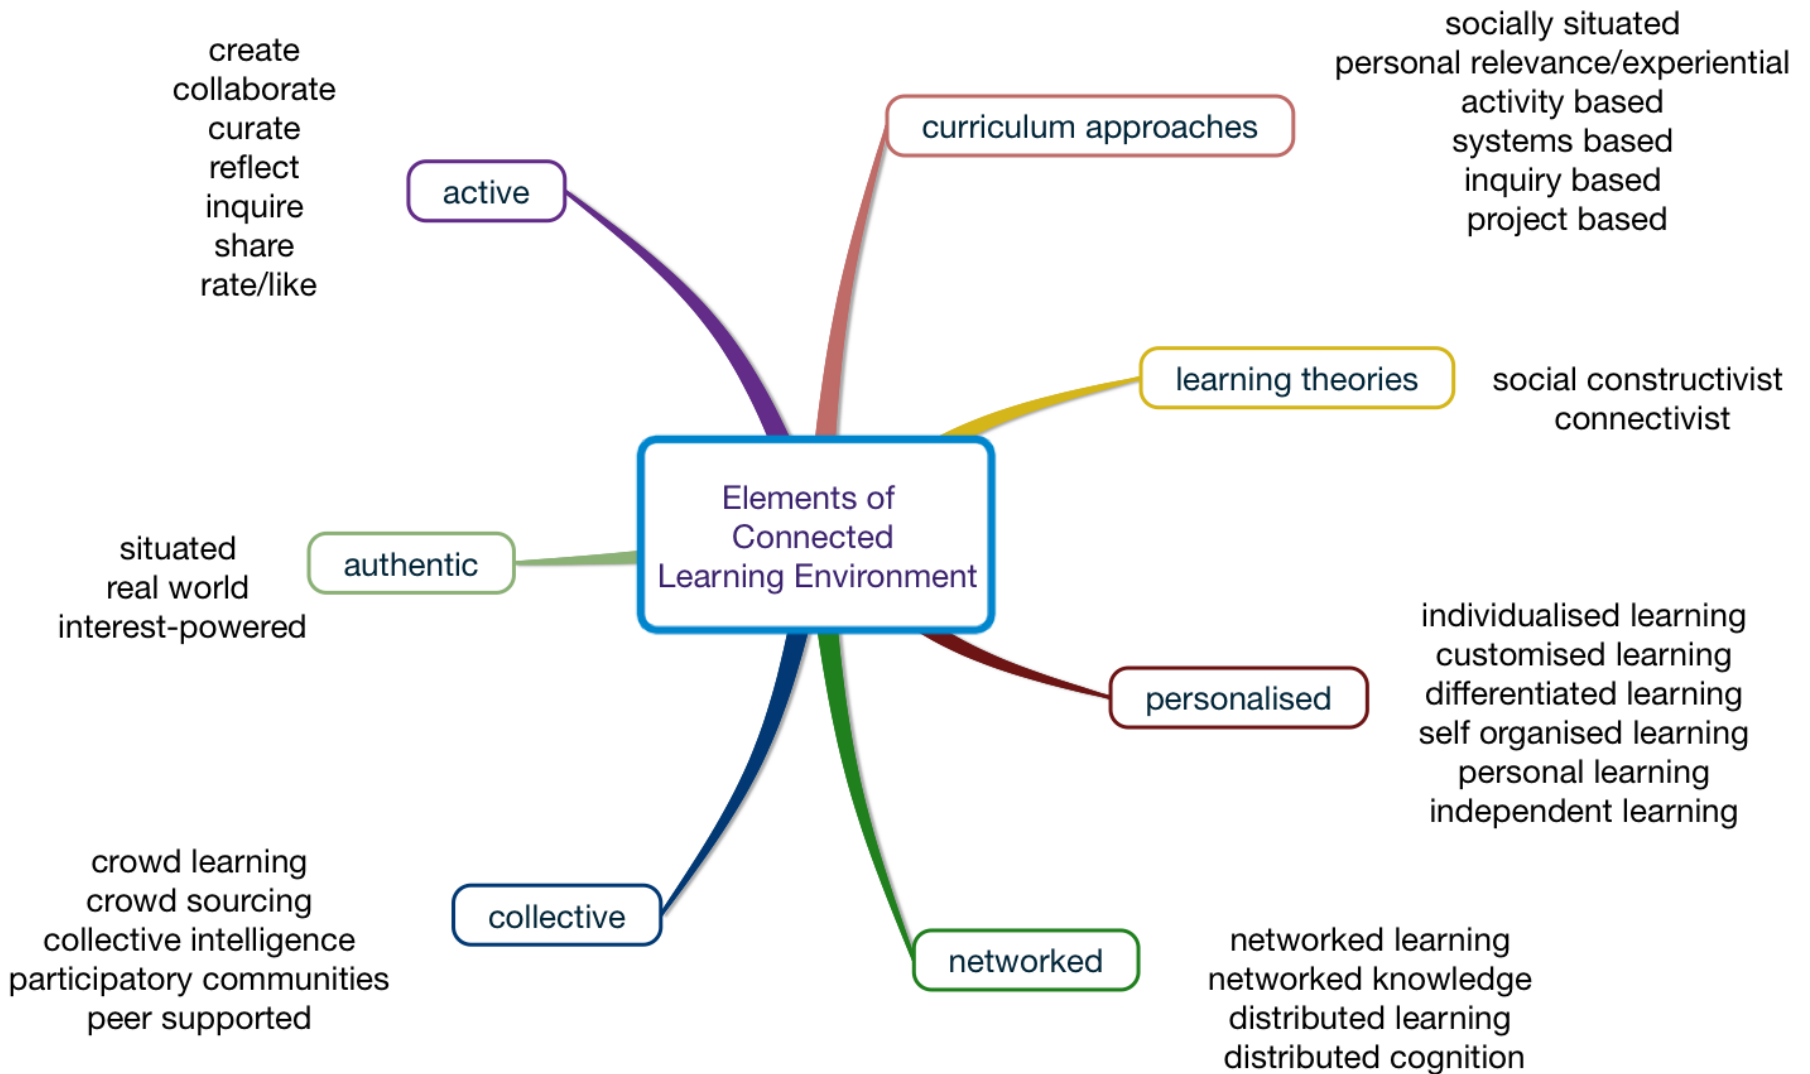 Elements of
Connected
Learning Environment
curriculum approaches
socially situated
personal relevance/experiential
activity based
systems based
inquiry based
project based
learning theories
social constructivist
connectivist
personalised
individualised learning
customised learning
differentiated learning
self organised learning
personal learning
independent learning
networked
networked learning
networked knowledge
distributed learning
distributed cognition
collective
crowd learning
crowd sourcing
collective intelligence
participatory communities
peer supported
authentic
situated
real world
interest-powered
active
create
collaborate
curate
reflect
inquire
share
rate/like